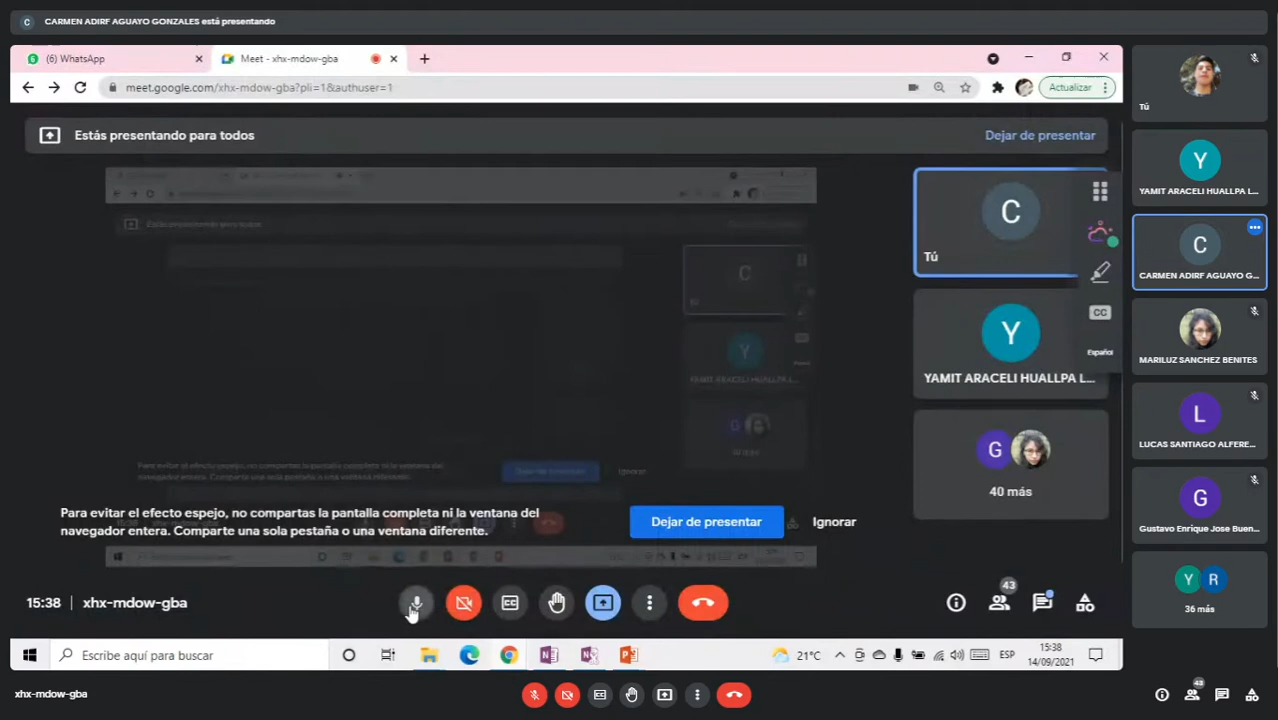 C CARMEN ADIRF AGUAYO GONZALES está presentando
(6) WhatsApp
Meet - xhx-mdow-gba
meet.google.com/xhx-mdow-gba?pli=1&authuser=1
Actualizar
Estás presentando para todos
Dejar de presentar
C
Tú
CC
Español
Y
YAMIT ARACELI HUALLPA L...
G
40 más
Para evitar el efecto espejo, no compartas la pantalla completa ni la ventana del
navegador entera. Comparte una sola pestaña o una ventana diferente.
Dejar de presentar
Ignorar
15:38 | xhx-mdow-gba
43
Escribe aquí para buscar
21°C
ESP
15:38
14/09/2021
Tú
Y
YAMIT ARACELI HUALLPA L...
C
CARMEN ADIRF AGUAYO G...
MARILUZ SANCHEZ BENITES
L
LUCAS SANTIAGO ALFERE...
G
Gustavo Enrique Jose Buen...
Y R
36 más
xhx-mdow-gba
43